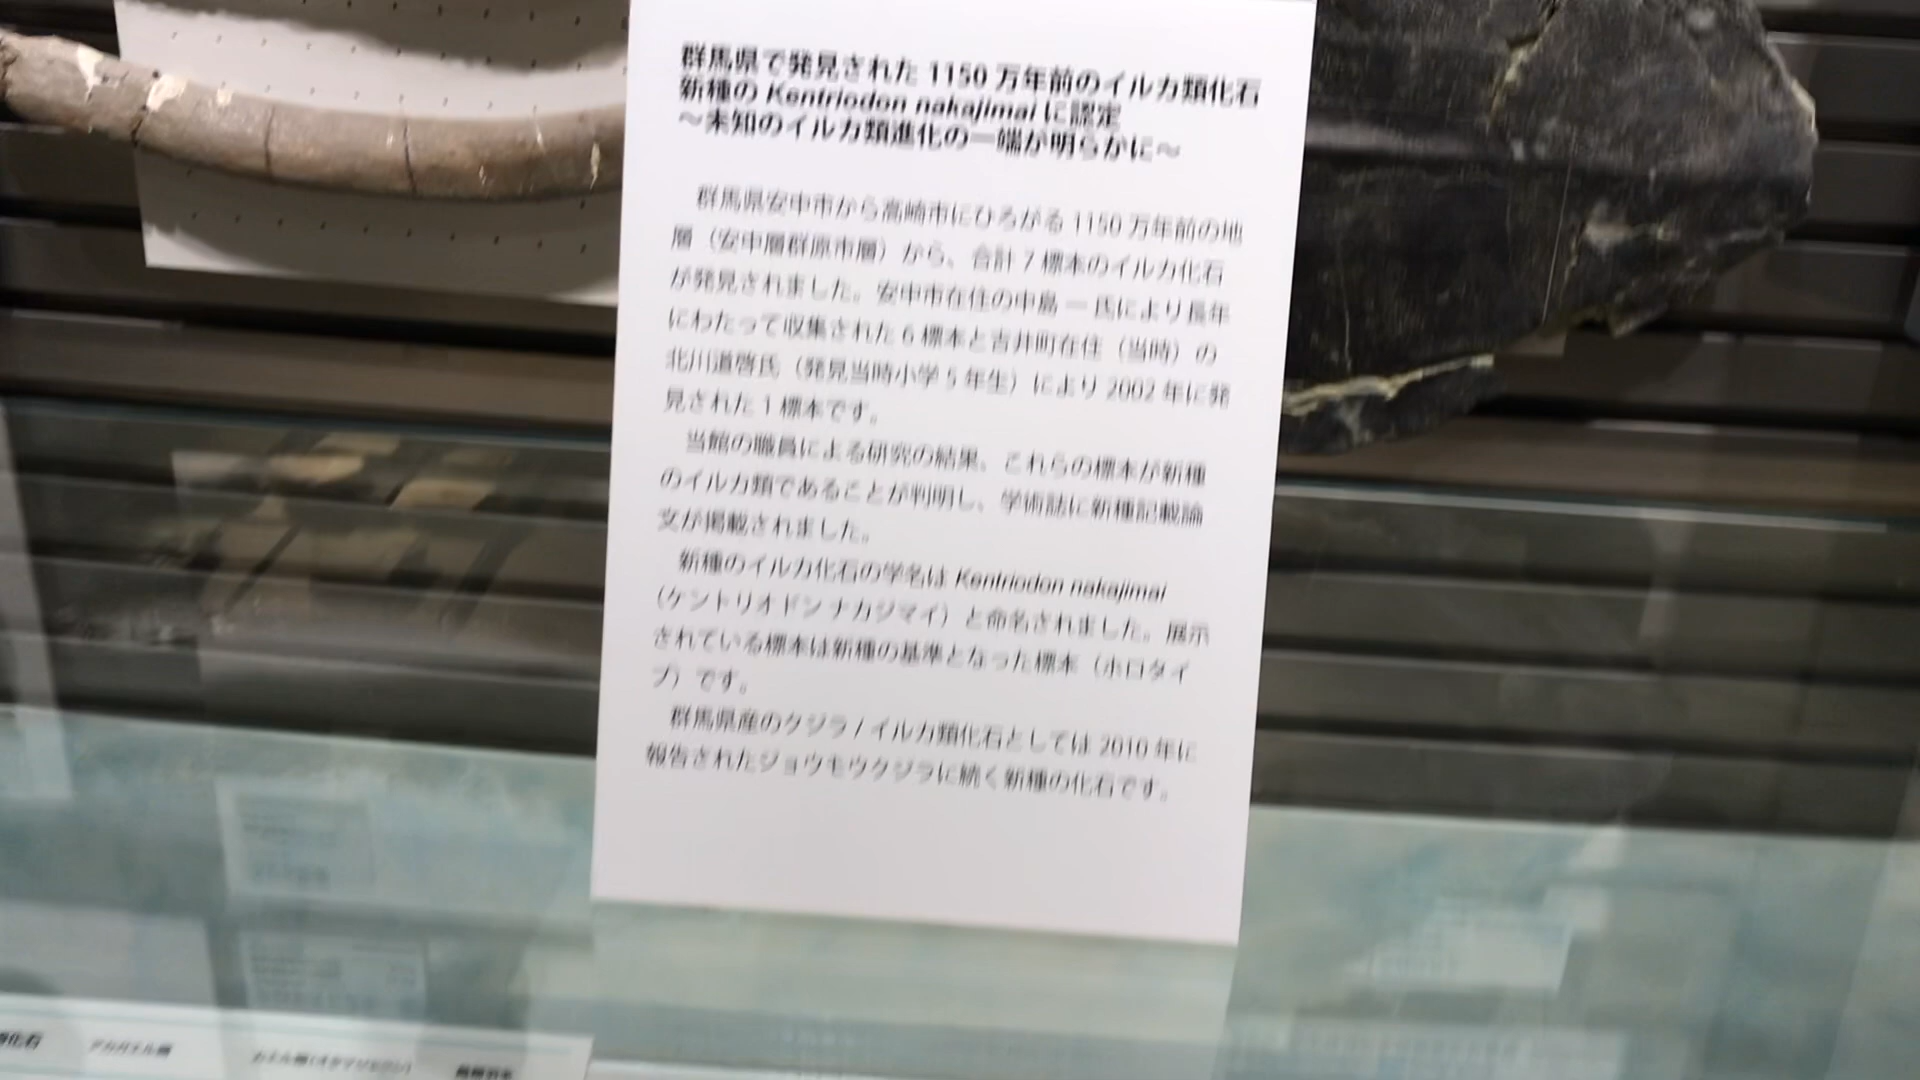 群馬県で発見された 1150 万年前のイルカ類化石
新種の Kentriodon nakajimai に認定
～未知のイルカ類進化の一端が明らかに～
群馬県安中市から高崎市にひろがる 1150 万年前の地
層（安中層群原市層）から、合計 7 標本のイルカ化石
が発見されました。安中市在住の中島 一 氏により長年
にわたって収集された 6 標本と吉井町在住（当時）の
北川道啓氏（発見当時小学 5 年生）により 2002 年に発
見された 1 標本です。
当館の職員による研究の結果、これらの標本が新種
のイルカ類であることが判明し、学術誌に新種記載論
文が掲載されました。
新種のイルカ化石の学名は Kentriodon nakajimai
（ケントリオドン ナカジマイ）と命名されました。展示
されている標本は新種の基準となった標本（ホロタイ
プ）です。
群馬県産のクジラ / イルカ類化石としては 2010 年に
報告されたジョウモウクジラに続く新種の化石です。
化石